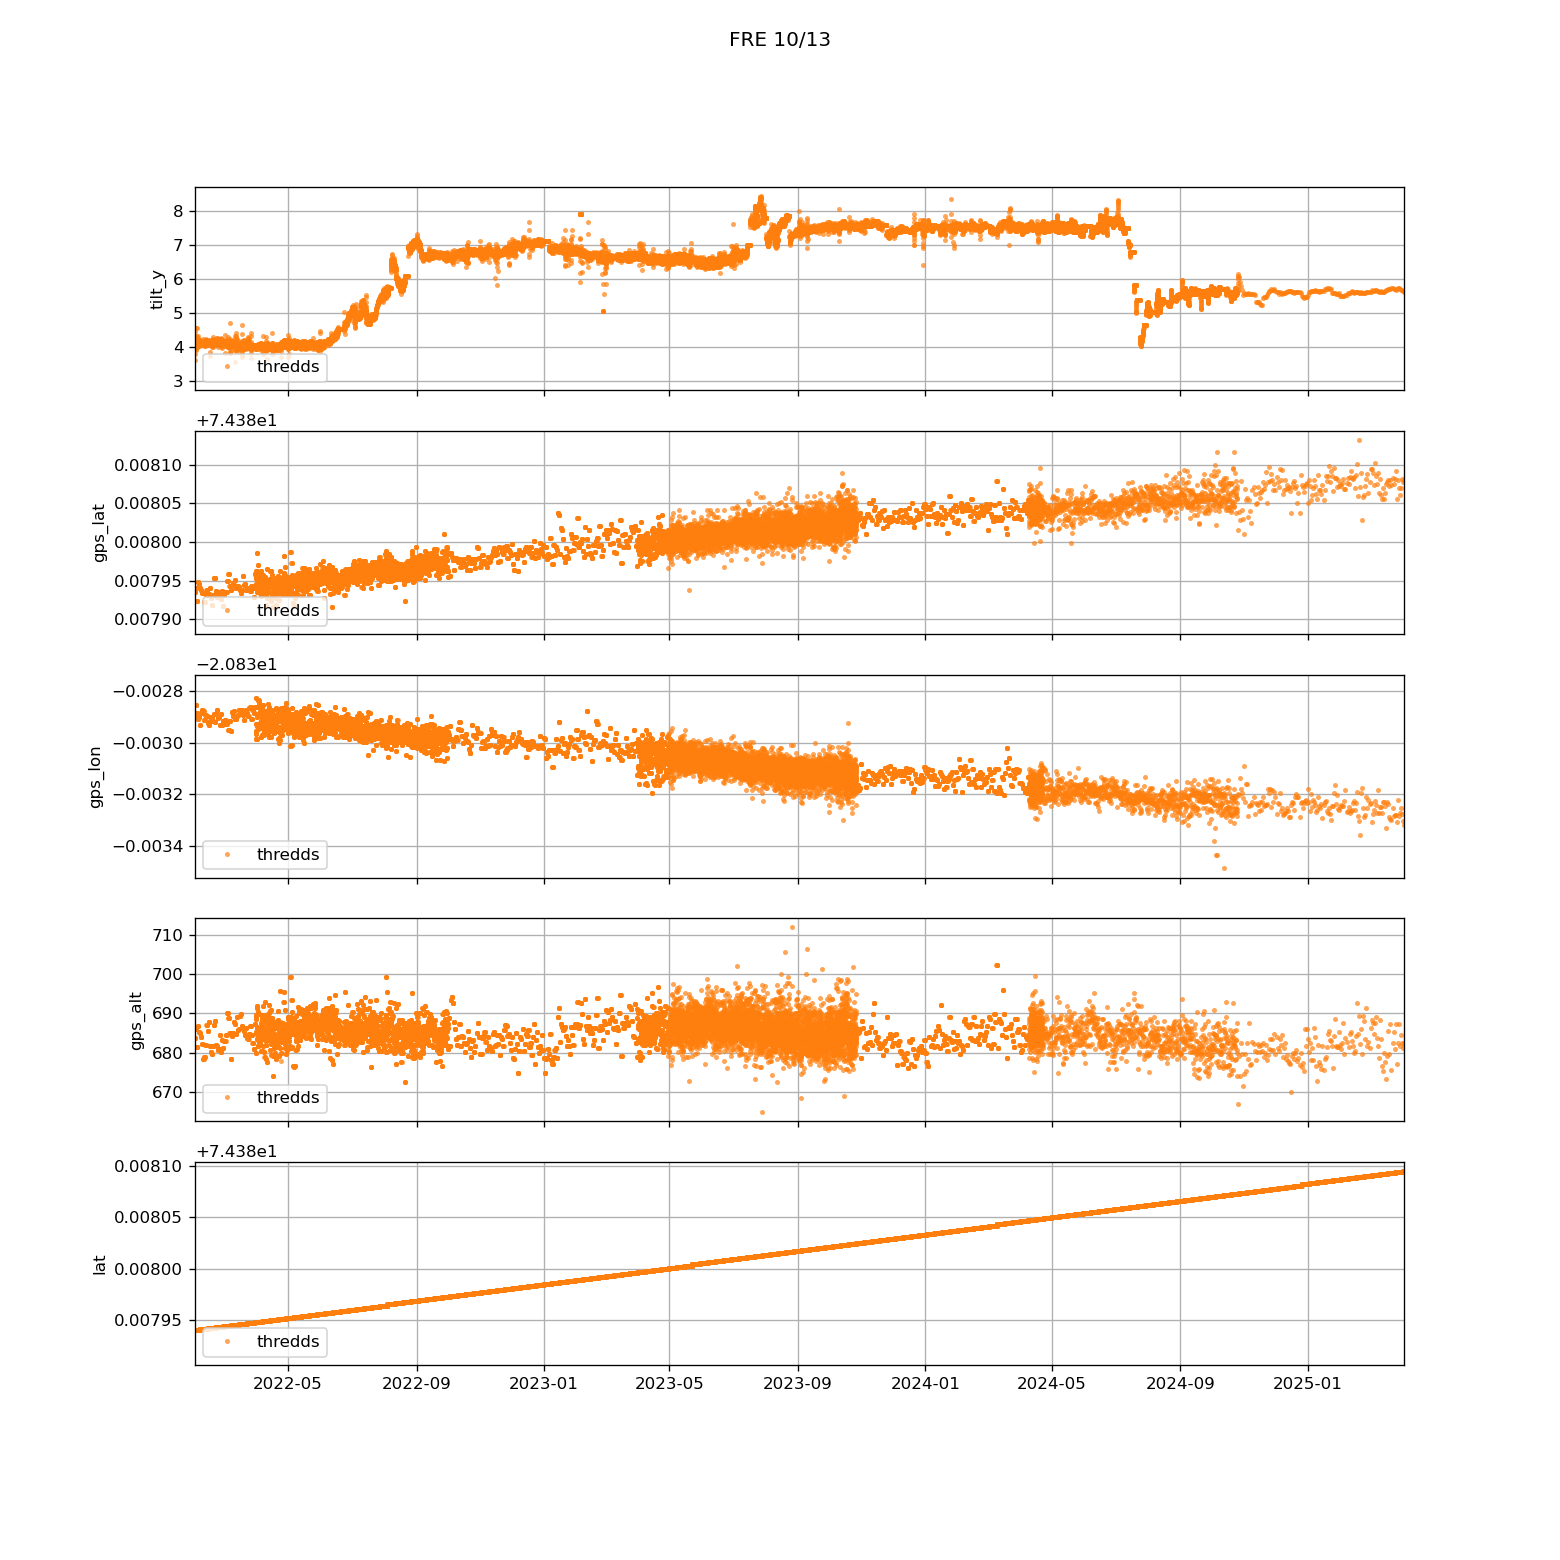 FRE 10/13
8
7
6
5
4
3
tilt_y
thredds
+7.438e1
0.00810
0.00805
0.00800
0.00795
0.00790
gps_lat
thredds
−2.083e1
−0.0028
−0.0030
−0.0032
−0.0034
gps_lon
thredds
710
700
690
680
670
gps_alt
thredds
+7.438e1
0.00810
0.00805
0.00800
0.00795
lat
thredds
2022-05 2022-09 2023-01 2023-05 2023-09 2024-01 2024-05 2024-09 2025-01